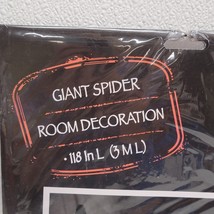 GIANT SPIDER
ROOM DECORATION
• 118 In L (3 M L)